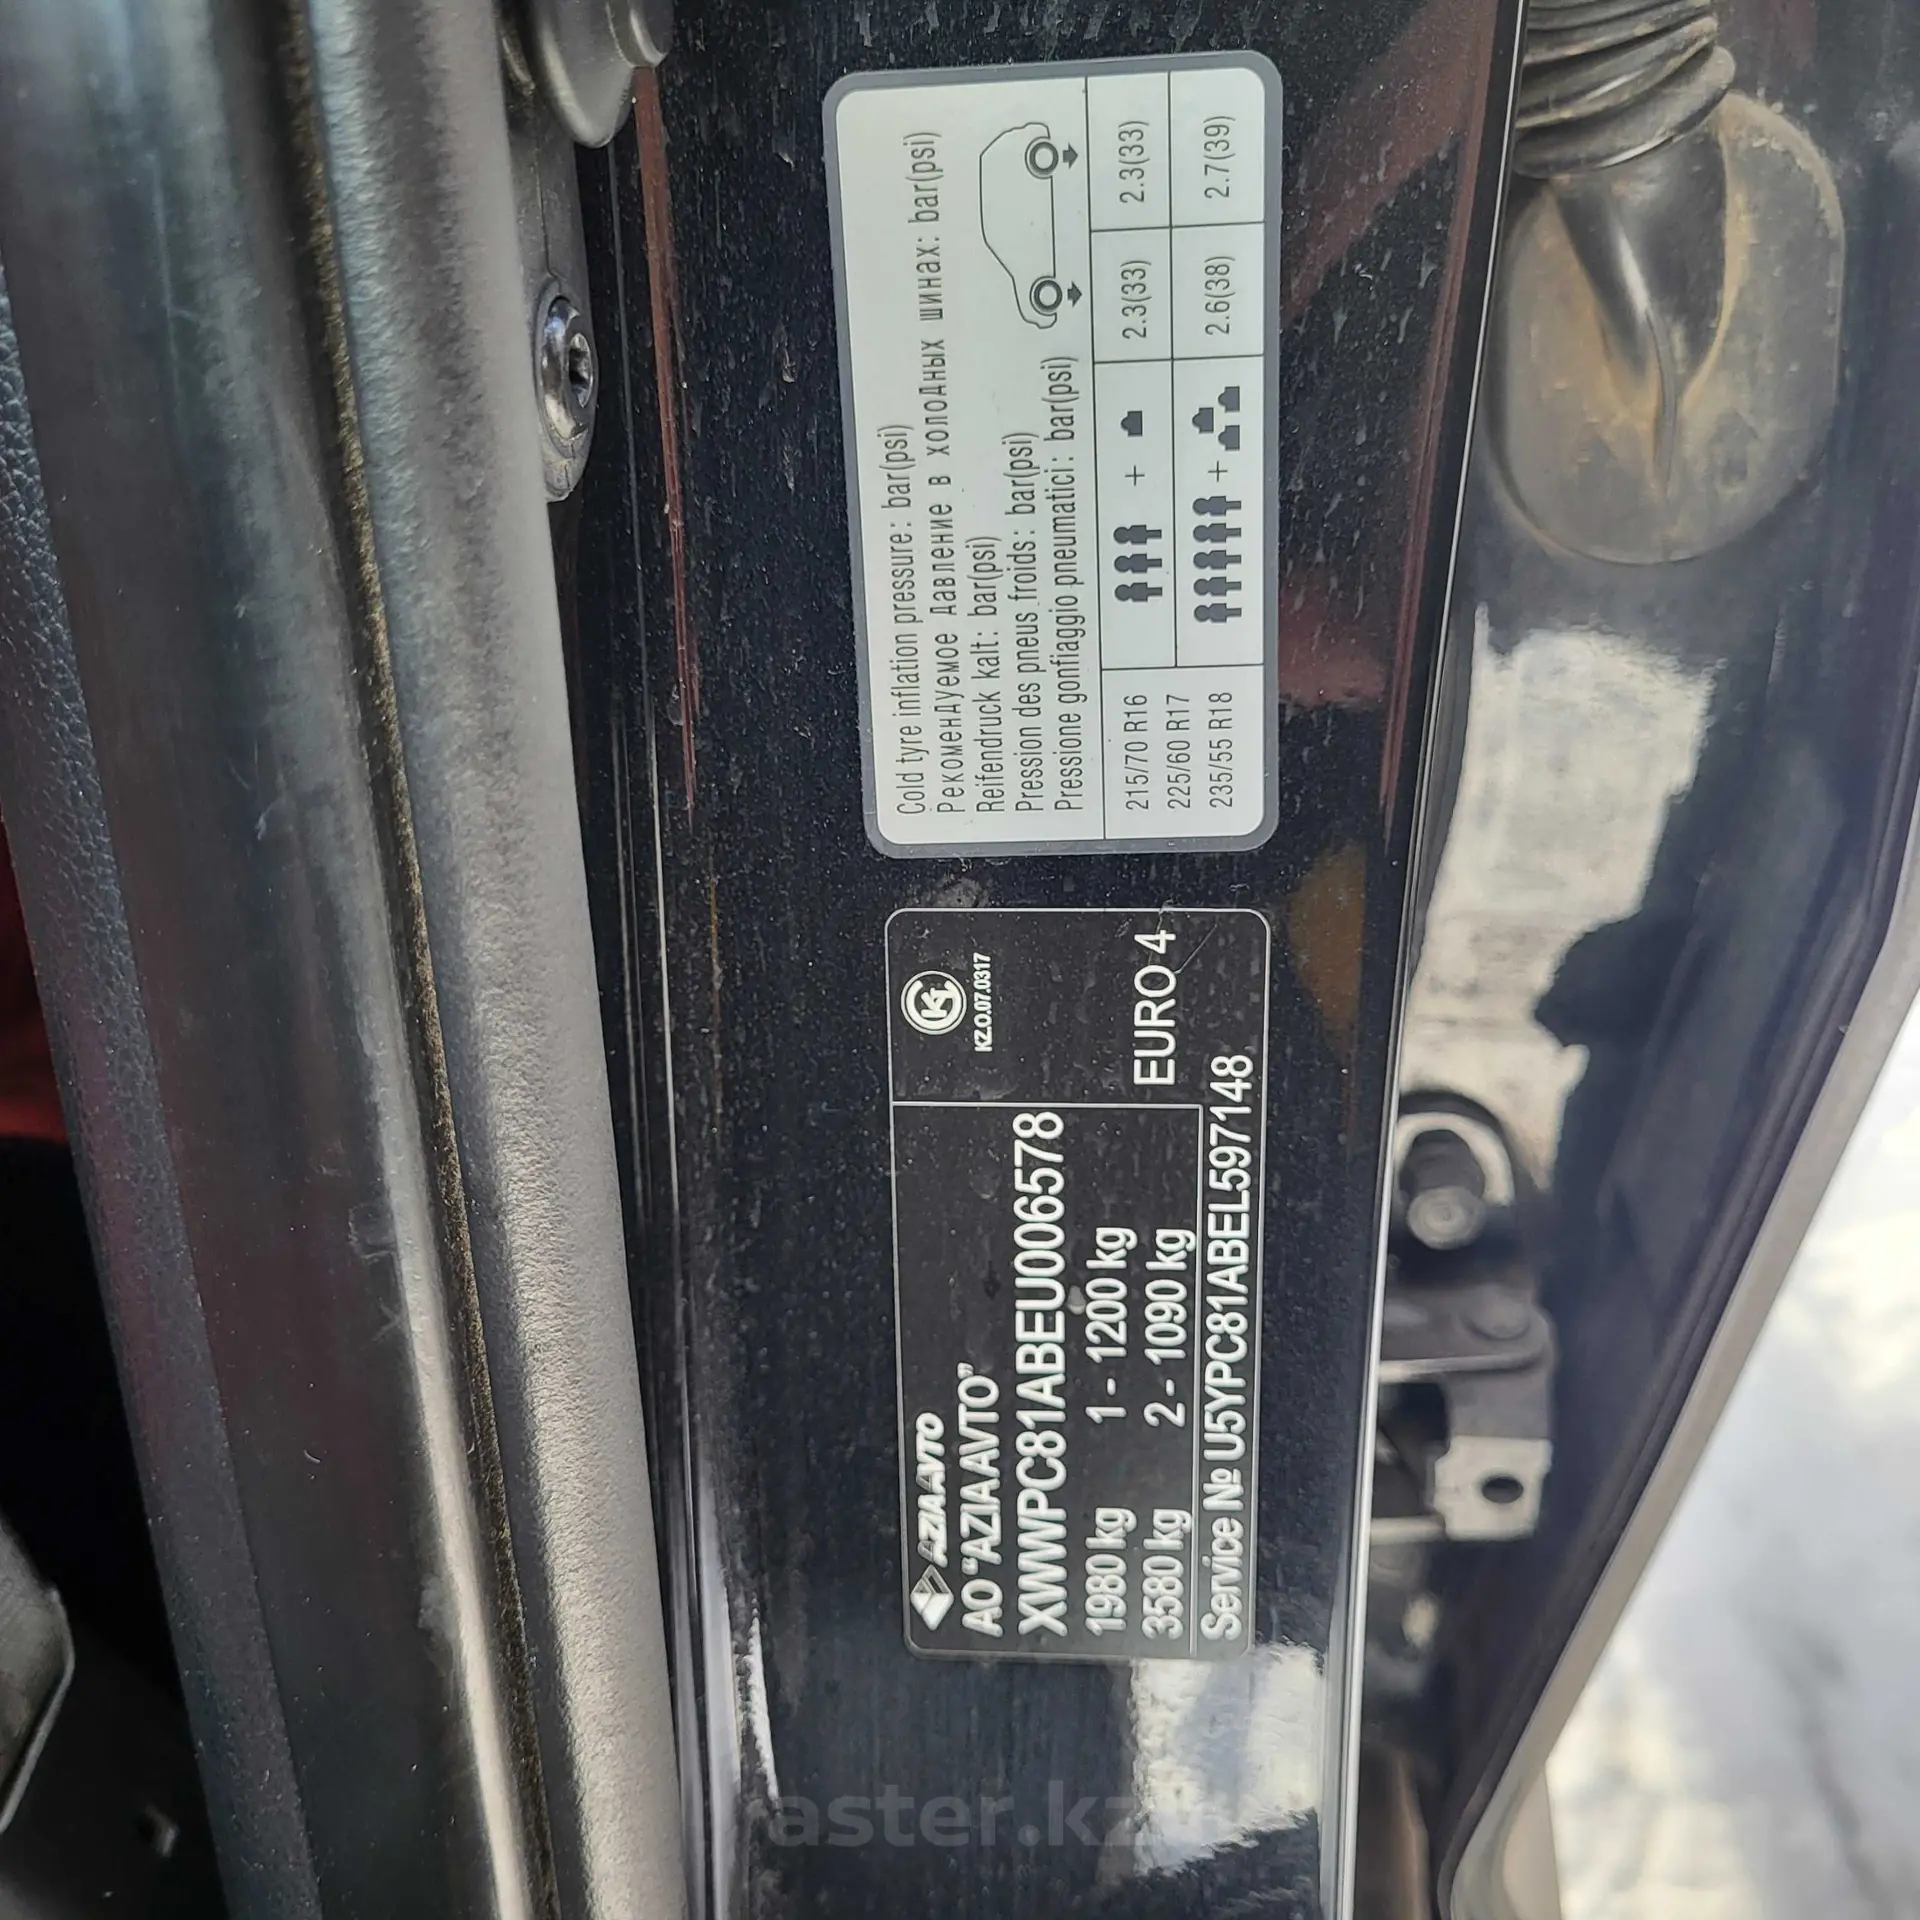 Cold tyre inflation pressure: bar(psi)
Рекомендуемое давление в холодных шинах: bar(psi)
Reifendruck kalt: bar(psi)
Pression des pneus froids: bar(psi)
Pressione gonfiaggio pneumatici: bar(psi)
215/70 R16
225/60 R17
235/55 R18
+ 2.3(33) 2.3(33)
+ 2.6(38) 2.7(39)
AZIAAVTO
АО "AZIAAVTO"
XWWPC81ABEU006578
1980 kg 1 - 1200 kg
3580 kg 2 - 1090 kg
Service № U5YPC81ABEL597148
KZ.O.07.0317
EURO 4
aster.kz